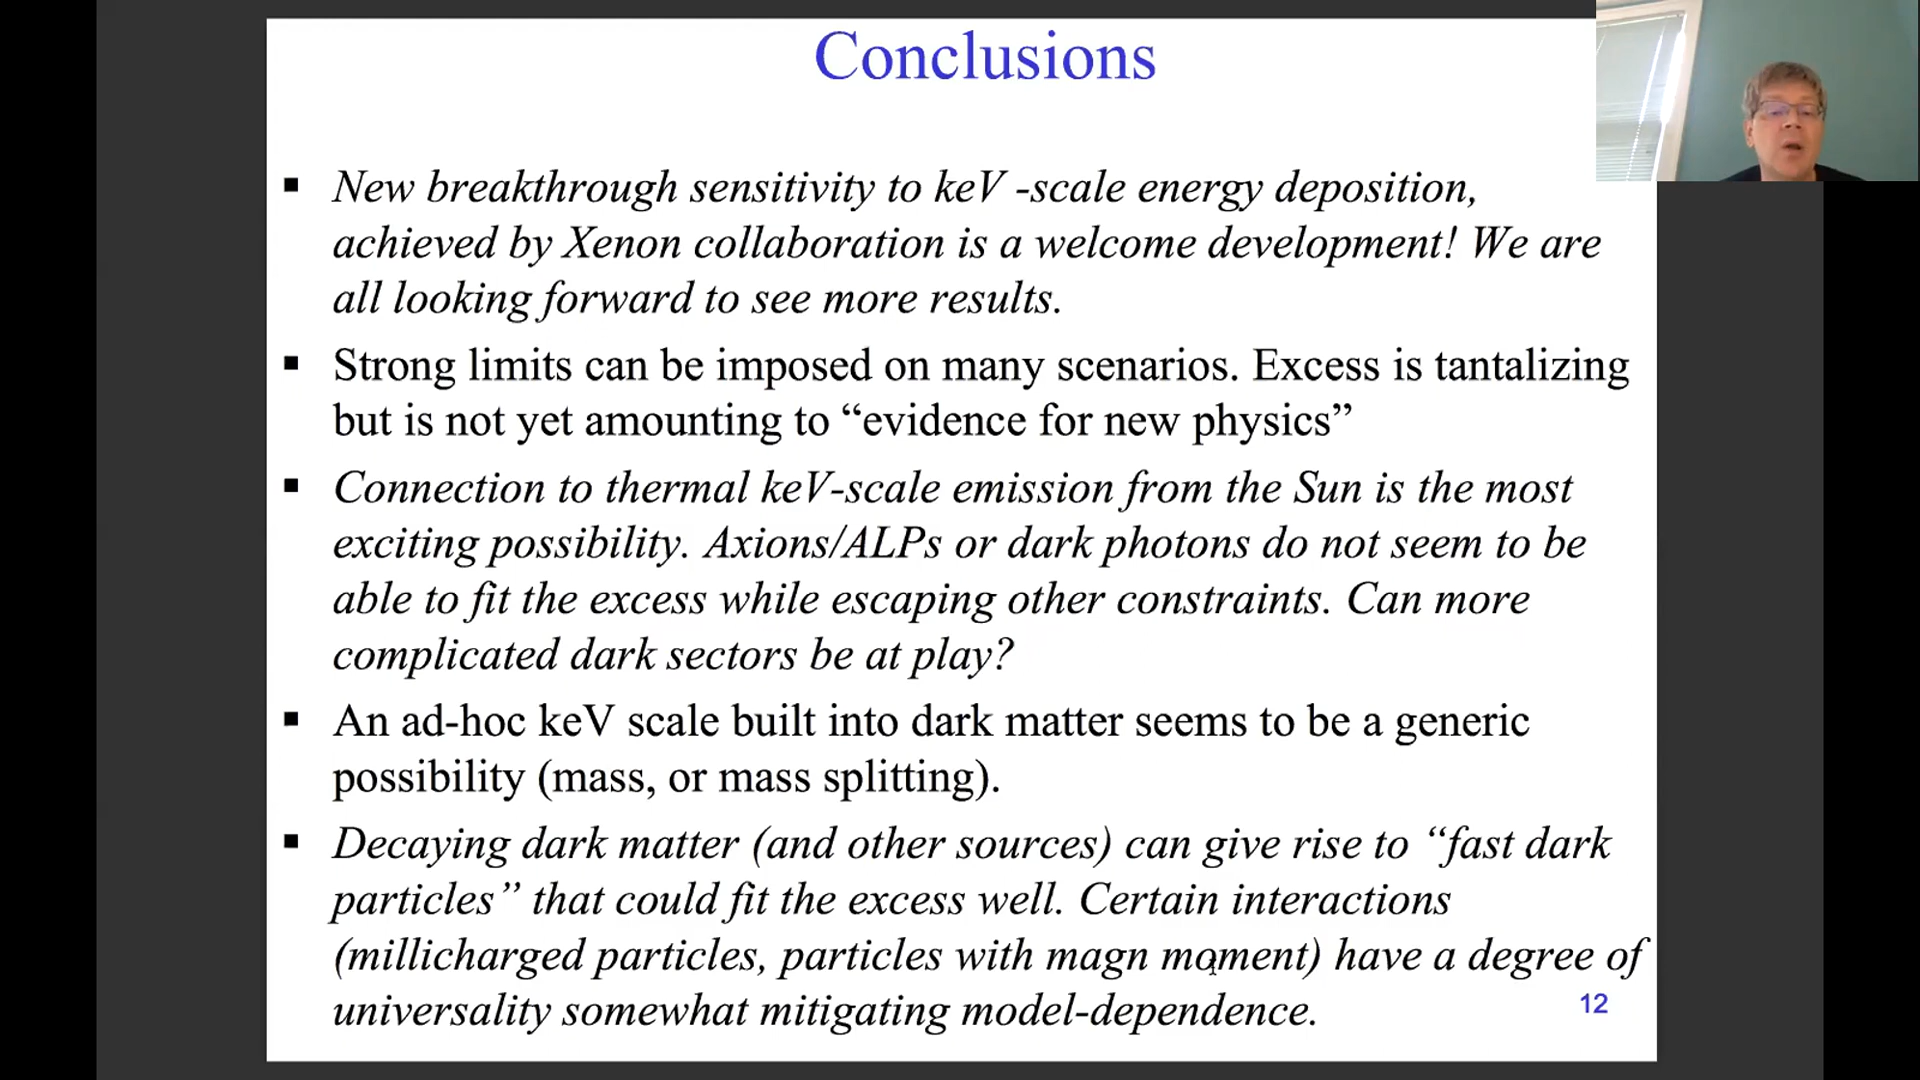 Conclusions
▪ New breakthrough sensitivity to keV -scale energy deposition,
achieved by Xenon collaboration is a welcome development! We are
all looking forward to see more results.
▪ Strong limits can be imposed on many scenarios. Excess is tantalizing
but is not yet amounting to “evidence for new physics”
▪ Connection to thermal keV-scale emission from the Sun is the most
exciting possibility. Axions/ALPs or dark photons do not seem to be
able to fit the excess while escaping other constraints. Can more
complicated dark sectors be at play?
▪ An ad-hoc keV scale built into dark matter seems to be a generic
possibility (mass, or mass splitting).
▪ Decaying dark matter (and other sources) can give rise to “fast dark
particles” that could fit the excess well. Certain interactions
(millicharged particles, particles with magn moment) have a degree of
universality somewhat mitigating model-dependence.
12